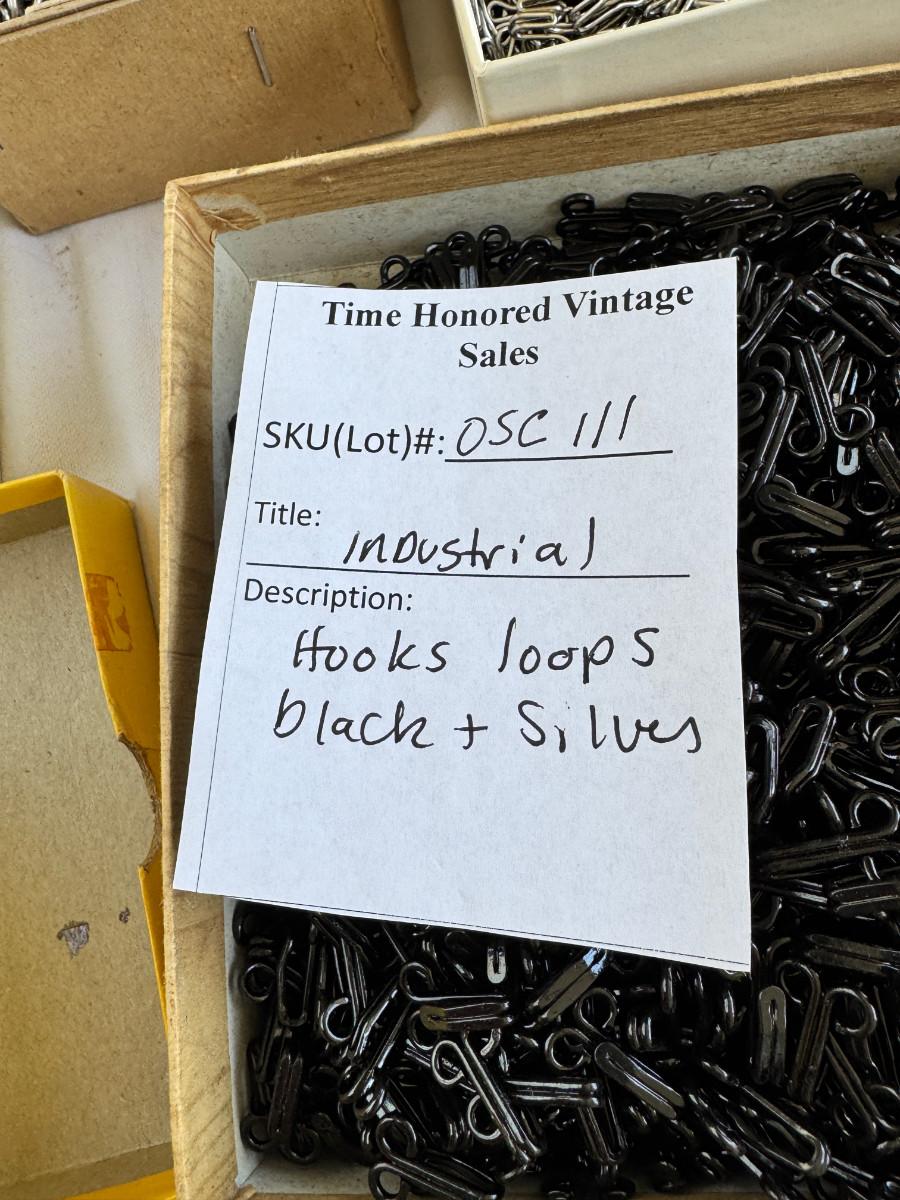 Time Honored Vintage
Sales
SKU(Lot)#: OSC 111
Title:
Industrial
Description:
Hooks loops
black + Silver